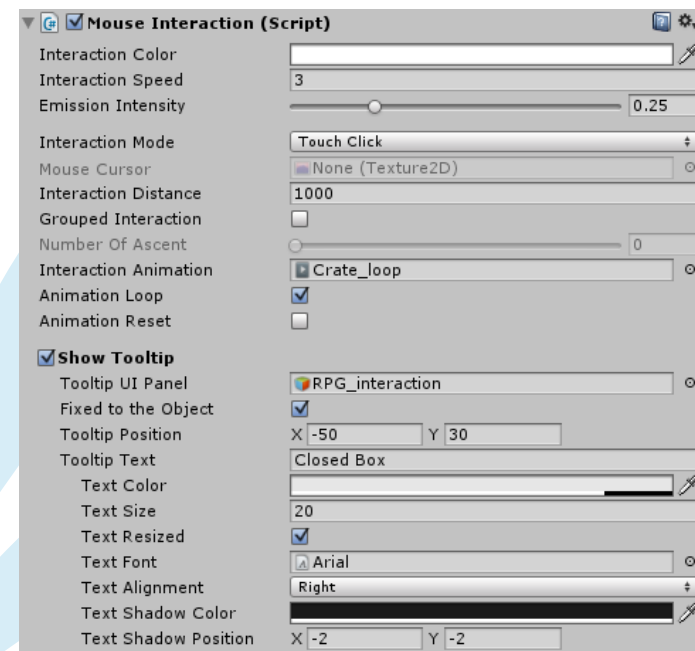 Mouse Interaction (Script)
Interaction Color
Interaction Speed 3
Emission Intensity 0.25
Interaction Mode Touch Click
Mouse Cursor None (Texture2D)
Interaction Distance 1000
Grouped Interaction
Number Of Ascent 0
Interaction Animation Crate_loop
Animation Loop
Animation Reset
Show Tooltip
Tooltip UI Panel RPG_interaction
Fixed to the Object
Tooltip Position X -50 Y 30
Tooltip Text Closed Box
Text Color
Text Size 20
Text Resized
Text Font Arial
Text Alignment Right
Text Shadow Color
Text Shadow Position X -2 Y -2